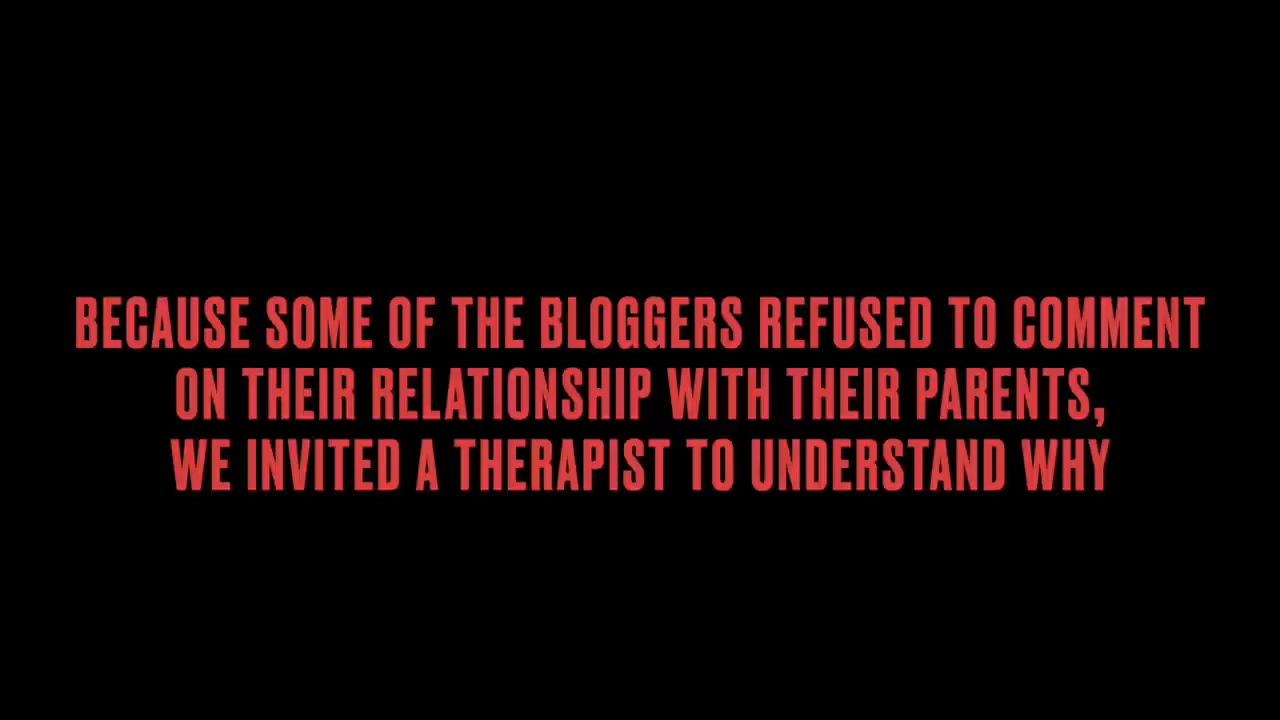 BECAUSE SOME OF THE BLOGGERS REFUSED TO COMMENT
ON THEIR RELATIONSHIP WITH THEIR PARENTS,
WE INVITED A THERAPIST TO UNDERSTAND WHY